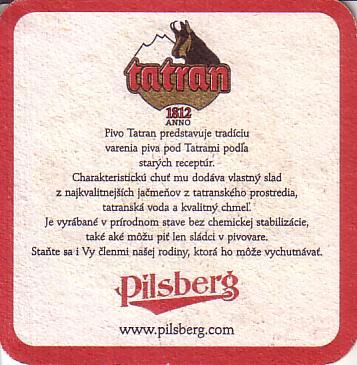 tatran
1812
ANNO
Pivo Tatran predstavuje tradíciu
varenia piva pod Tatrami podľa
starých receptúr.
Charakteristickú chuť mu dodáva vlastný slad
z najkvalitnejších jačmeňov z tatranského prostredia,
tatranská voda a kvalitný chmeľ.
Je vyrábané v prírodnom stave bez chemickej stabilizácie,
také aké môžu piť len sládci v pivovare.
Staňte sa i Vy členmi našej rodiny, ktorá ho môže vychutnávať.
Pilsberg
www.pilsberg.com